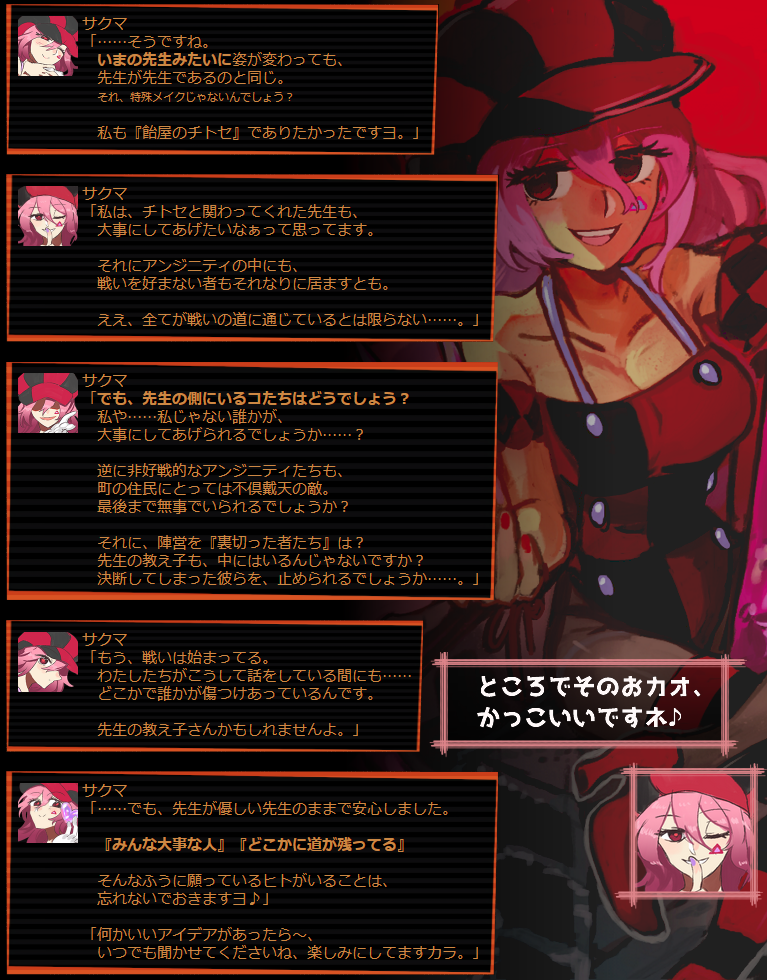 サクマ
「……そうですね。
いまの先生みたいに姿が変わっても、
先生が先生であるのと同じ。
それ、特殊メイクじゃないんでしょう？
私も『飴屋のチトセ』でありたかったですヨ。」
サクマ
「私は、チトセと関わってくれた先生も、
大事にしてあげたいなぁって思ってます。
それにアンジニティの中にも、
戦いを好まない者もそれなりに居ますとも。
ええ、全てが戦いの道に通じているとは限らない……。」
サクマ
「でも、先生の側にいるコたちはどうでしょう？
私や……私じゃない誰かが、
大事にしてあげられるでしょうか……？
逆に非好戦的なアンジニティたちも、
町の住民にとっては不倶戴天の敵。
最後まで無事でいられるでしょうか？
それに、陣営を『裏切った者たち』は？
先生の教え子も、中にはいるんじゃないですか？
決断してしまった彼らを、止められるでしょうか……。」
サクマ
「もう、戦いは始まってる。
わたしたちがこうして話をしている間にも……
どこかで誰かが傷つけあっているんです。
先生の教え子さんかもしれませんよ。」
ところでそのおカオ、
かっこいいですネ♪
サクマ
「……でも、先生が優しい先生のままで安心しました。
『みんな大事な人』『どこかに道が残ってる』
そんなふうに願っているヒトがいることは、
忘れないでおきますヨ♪」
「何かいいアイデアがあったら～、
いつでも聞かせてくださいね、楽しみにしてますカラ。」